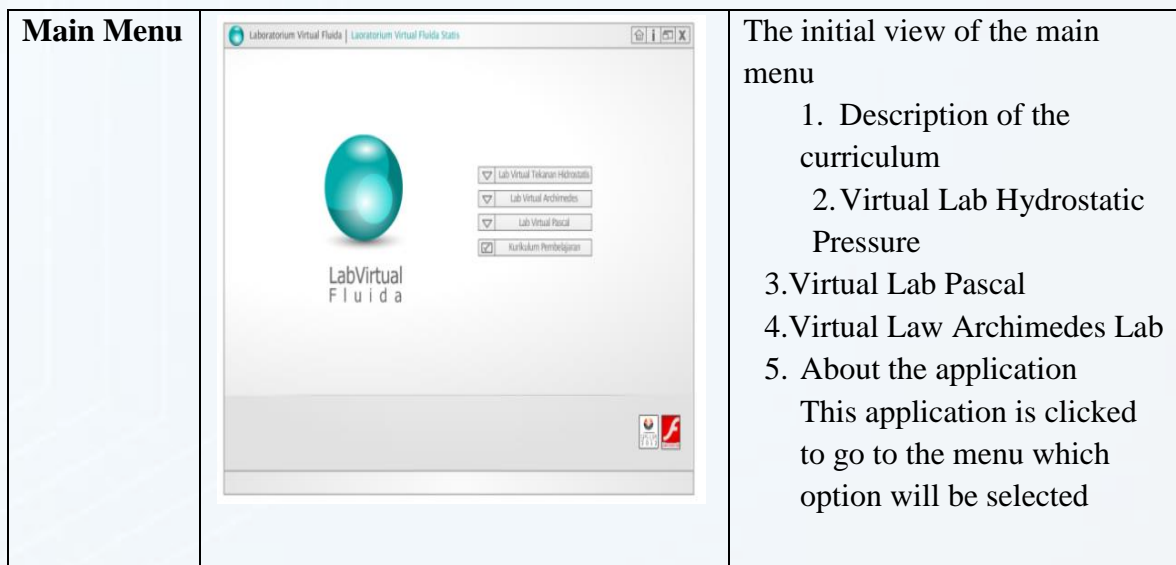 Main Menu
Laboratorium Virtual Fluida | Laoratorium Virtual Fluida Statis
i
X
Lab Virtual Tekanan Hidrostatis
Lab Virtual Archimedes
Lab Virtual Pascal
Kurikulum Pembelajaran
LabVirtual
Fluida
The initial view of the main
menu
1. Description of the
curriculum
2.Virtual Lab Hydrostatic
Pressure
3.Virtual Lab Pascal
4.Virtual Law Archimedes Lab
5. About the application
This application is clicked
to go to the menu which
option will be selected